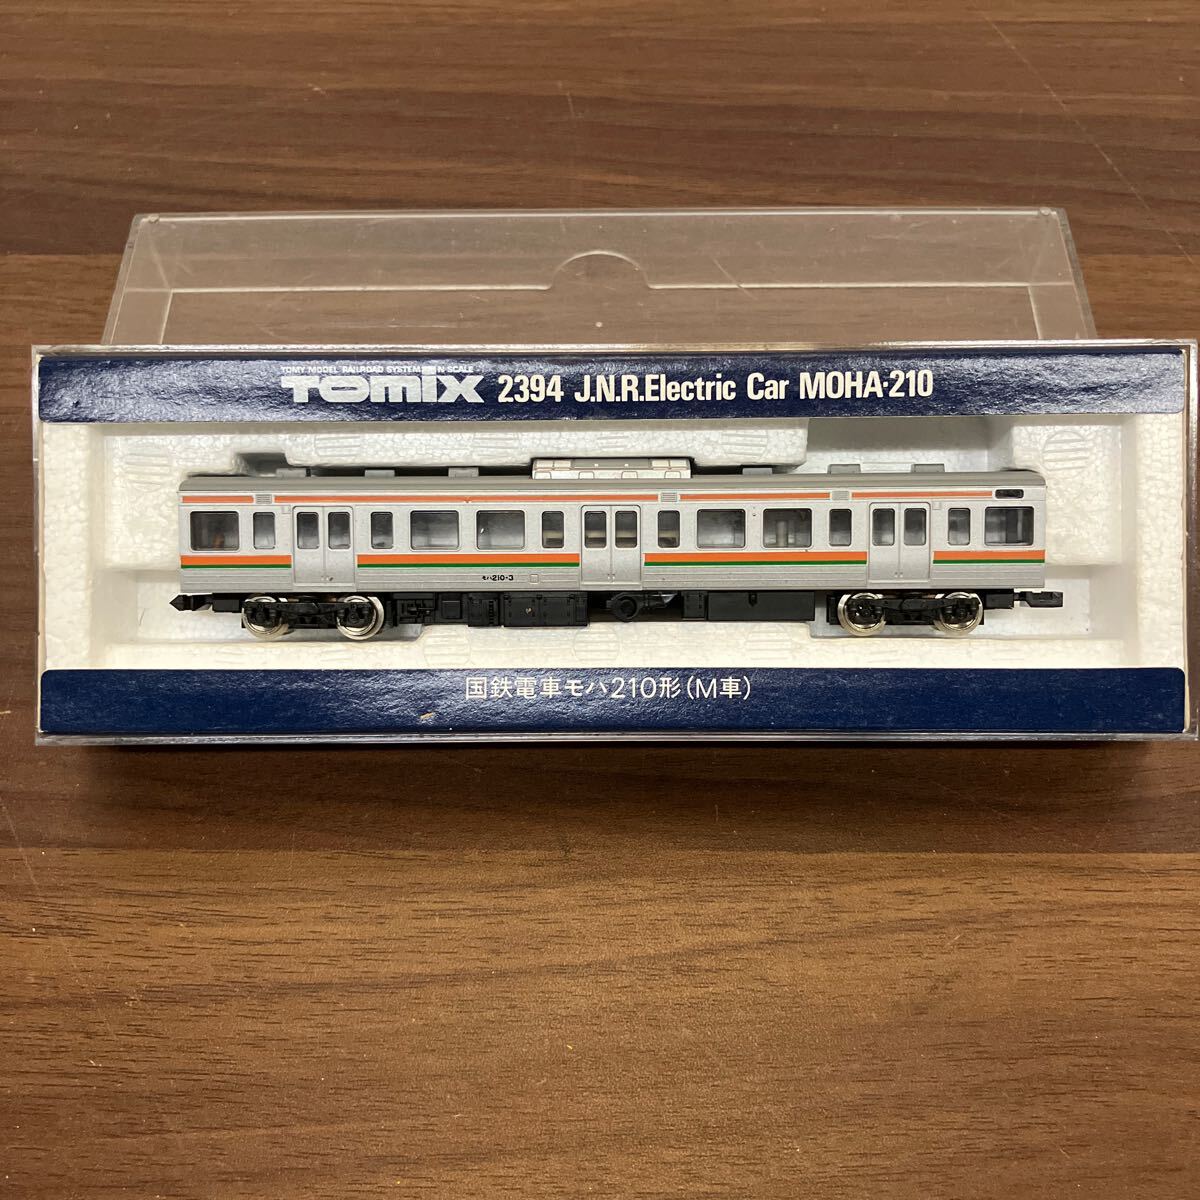 TOMY MODEL RAILROAD SYSTEM N SCALE
TOMIX 2394 J.N.R.Electric Car MOHA-210
モハ210-3
国鉄電車モハ210形(M車)